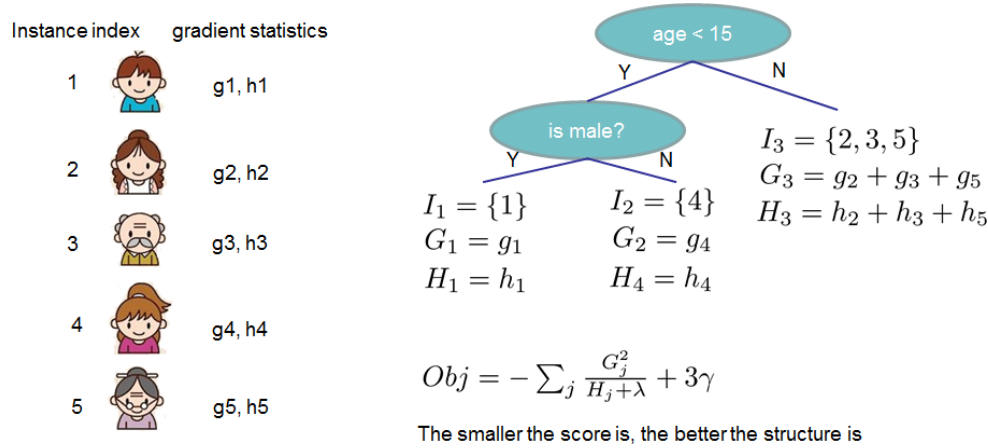 Instance index gradient statistics
1 g1, h1
2 g2, h2
3 g3, h3
4 g4, h4
5 g5, h5
age < 15
Y N
is male?
Y N
I₁ = {1}
G₁ = g₁
H₁ = h₁
I₂ = {4}
G₂ = g₄
H₄ = h₄
I₃ = {2, 3, 5}
G₃ = g₂ + g₃ + g₅
H₃ = h₂ + h₃ + h₅
Obj = − ∑ⱼ Gⱼ² / (Hⱼ + λ) + 3γ
The smaller the score is, the better the structure is